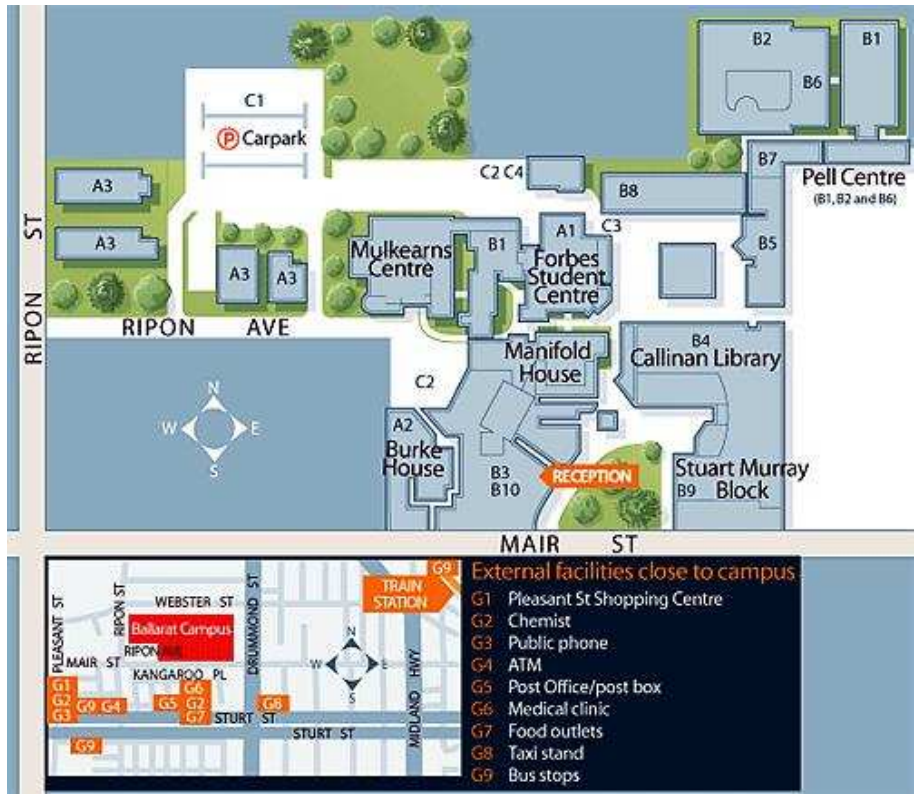 B2
B1
B6
C1
P Carpark
B7
Pell Centre
(B1, B2 and B6)
C2 C4
B8
A3
A3
RIPON ST
A3
A3
Mulkearns
Centre
B1
A1
Forbes
Student
Centre
C3
B5
RIPON AVE
Manifold
House
B4
Callinan Library
C2
N
W E
S
A2
Burke
House
B3
B10
RECEPTION
Stuart Murray
Block
B9
MAIR ST
PLEASANT ST
RIPON ST
WEBSTER ST
DRUMMOND ST
G9
TRAIN
STATION
Ballarat Campus
RIPON AVE
MAIR ST
KANGAROO PL
N
W E
S
MIDLAND HWY
G1
G2
G3
G9 G4
G5
G6
G2
G7
G6
STURT ST
STURT ST
G9
External facilities close to campus
G1 Pleasant St Shopping Centre
G2 Chemist
G3 Public phone
G4 ATM
G5 Post Office/post box
G6 Medical clinic
G7 Food outlets
G8 Taxi stand
G9 Bus stops